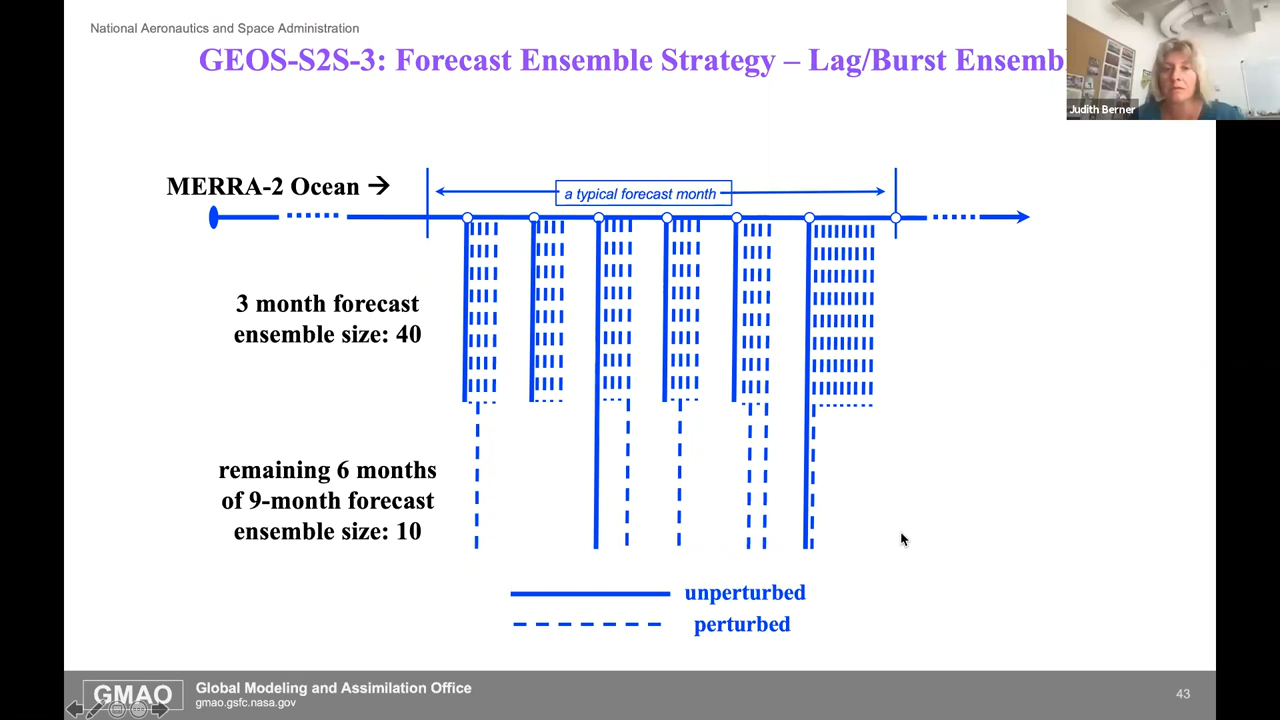 National Aeronautics and Space Administration
GEOS-S2S-3: Forecast Ensemble Strategy – Lag/Burst Ensemb
Judith Berner
MERRA-2 Ocean →
a typical forecast month
3 month forecast
ensemble size: 40
remaining 6 months
of 9-month forecast
ensemble size: 10
unperturbed
perturbed
GMAO
Global Modeling and Assimilation Office
gmao.gsfc.nasa.gov
43